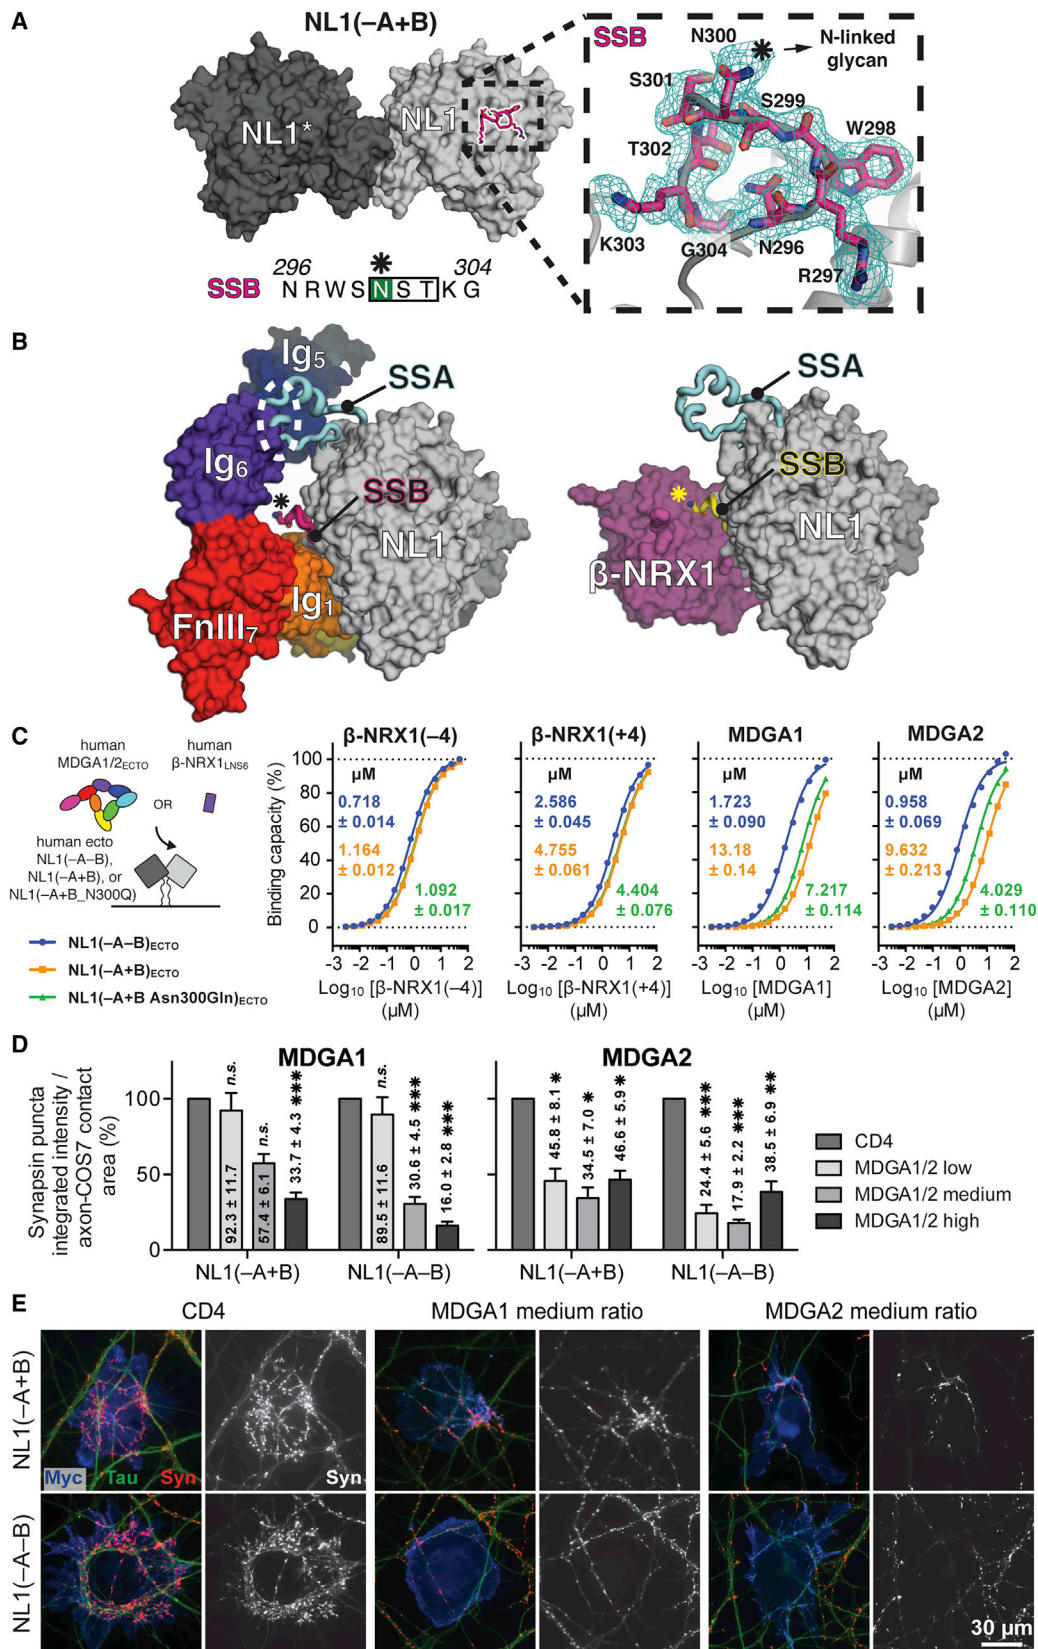 A
NL1(–A+B)
NL1*
NL1
SSB
N300
N-linked
glycan
S301
S299
W298
T302
K303
G304
N296
R297
296
304
SSB
N R W S N S T K G
B
Ig5
SSA
Ig6
SSB
NL1
Ig1
FnIII7
SSA
SSB
β-NRX1
NL1
C
human
MDGA1/2ECTO
human
β-NRX1LNS6
OR
human ecto
NL1(–A–B),
NL1(–A+B), or
NL1(–A+B_N300Q)
NL1(–A–B)ECTO
NL1(–A+B)ECTO
NL1(–A+B Asn300Gln)ECTO
Binding capacity (%)
100
80
60
40
20
0
β-NRX1(–4)
µM
0.718
± 0.014
1.164
± 0.012
1.092
± 0.017
-3 -2 -1 0 1 2
Log10 [β-NRX1(–4)]
(µM)
β-NRX1(+4)
µM
2.586
± 0.045
4.755
± 0.061
4.404
± 0.076
-3 -2 -1 0 1 2
Log10 [β-NRX1(+4)]
(µM)
MDGA1
µM
1.723
± 0.090
13.18
± 0.14
7.217
± 0.114
-3 -2 -1 0 1 2
Log10 [MDGA1]
(µM)
MDGA2
µM
0.958
± 0.069
9.632
± 0.213
4.029
± 0.110
-3 -2 -1 0 1 2
Log10 [MDGA2]
(µM)
D
Synapsin puncta
integrated intensity /
axon-COS7 contact
area (%)
100
50
0
MDGA1
92.3 ± 11.7 n.s.
57.4 ± 6.1 n.s.
33.7 ± 4.3 ***
89.5 ± 11.6 n.s.
30.6 ± 4.5 ***
16.0 ± 2.8 ***
NL1(–A+B)
NL1(–A–B)
MDGA2
45.8 ± 8.1 *
34.5 ± 7.0 *
46.6 ± 5.9 *
24.4 ± 5.6 ***
17.9 ± 2.2 ***
38.5 ± 6.9 **
NL1(–A+B)
NL1(–A–B)
CD4
MDGA1/2 low
MDGA1/2 medium
MDGA1/2 high
E
CD4
MDGA1 medium ratio
MDGA2 medium ratio
NL1(–A+B)
Myc
Tau
Syn
Syn
NL1(–A–B)
30 µm